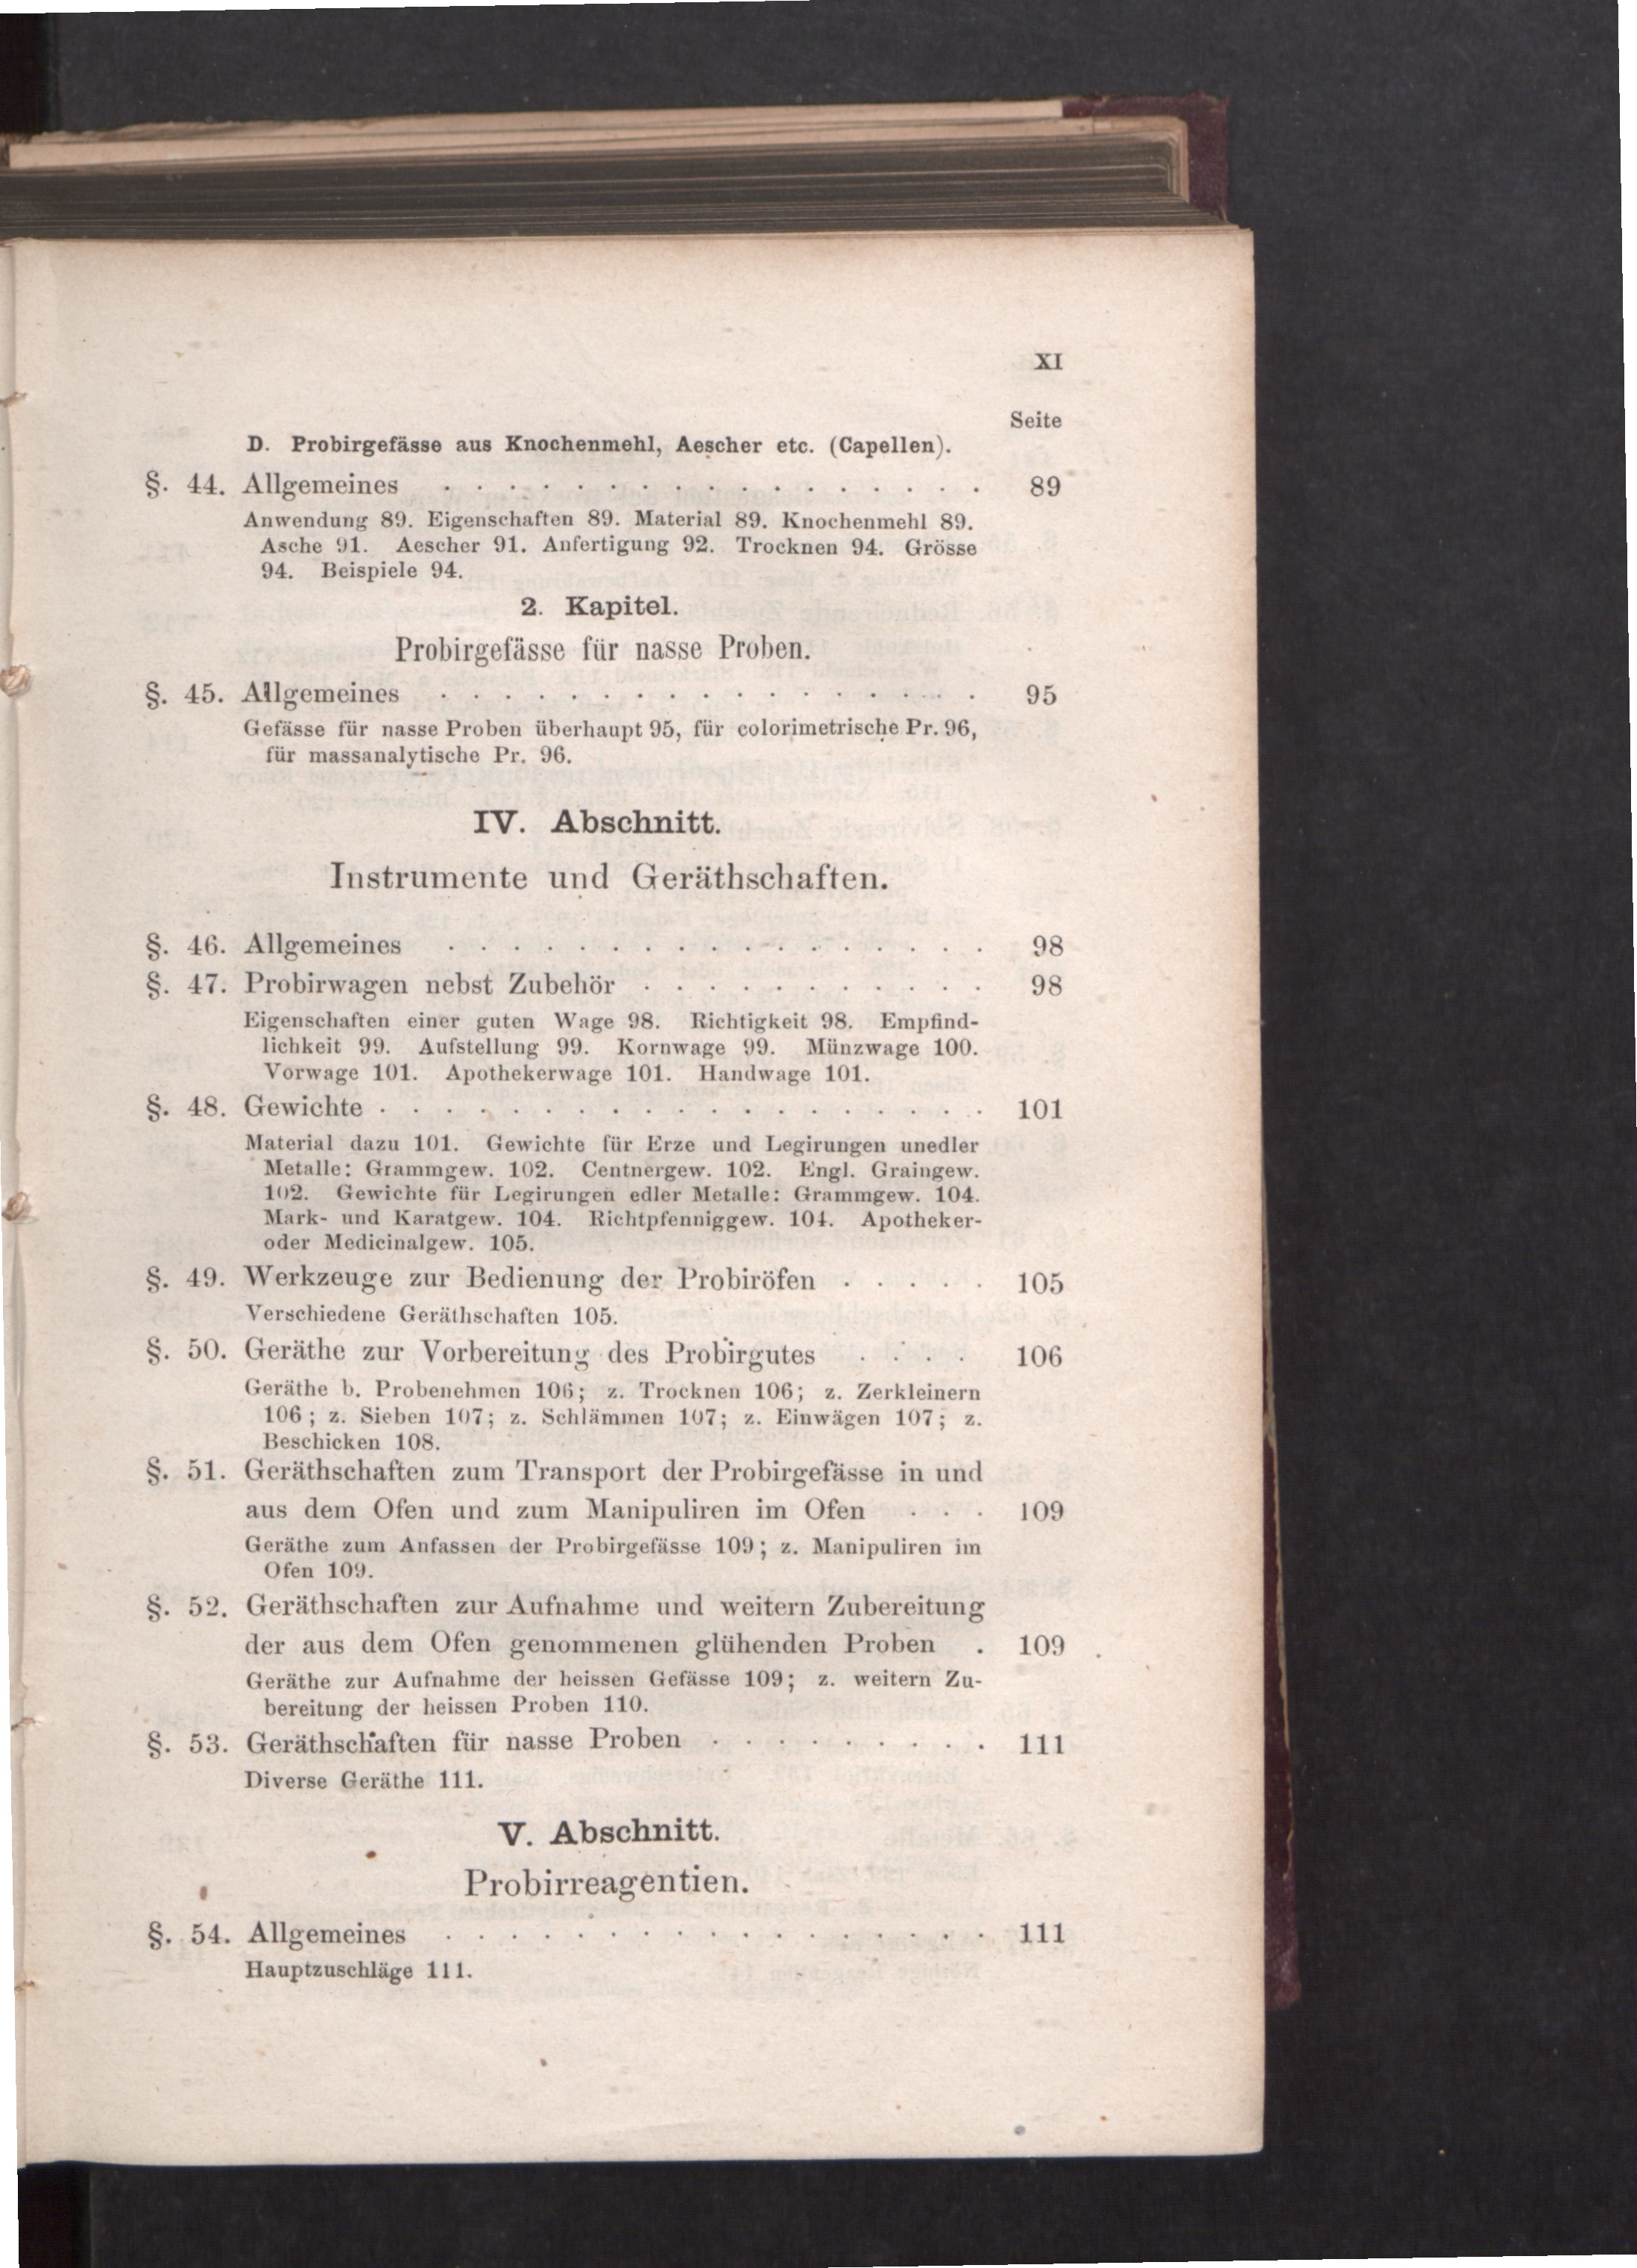 XI
Seite
D. Probirgefässe aus Knochenmehl, Aescher etc. (Capellen).
§. 44. Allgemeines . . . . . . . . . . . . . . . . . 89
Anwendung 89. Eigenschaften 89. Material 89. Knochenmehl 89.
Asche 91. Aescher 91. Anfertigung 92. Trocknen 94. Grösse
94. Beispiele 94.
2. Kapitel.
Probirgefässe für nasse Proben.
§. 45. Allgemeines . . . . . . . . . . . . . . . . . 95
Gefässe für nasse Proben überhaupt 95, für colorimetrische Pr. 96,
für massanalytische Pr. 96.
IV. Abschnitt.
Instrumente und Geräthschaften.
§. 46. Allgemeines . . . . . . . . . . . . . . . . . 98
§. 47. Probirwagen nebst Zubehör . . . . . . . . . . . 98
Eigenschaften einer guten Wage 98. Richtigkeit 98. Empfind-
lichkeit 99. Aufstellung 99. Kornwage 99. Münzwage 100.
Vorwage 101. Apothekerwage 101. Handwage 101.
§. 48. Gewichte . . . . . . . . . . . . . . . . . . . 101
Material dazu 101. Gewichte für Erze und Legirungen unedler
Metalle: Grammgew. 102. Centnergew. 102. Engl. Graingew.
102. Gewichte für Legirungen edler Metalle: Grammgew. 104.
Mark- und Karatgew. 104. Richtpfenniggew. 104. Apotheker-
oder Medicinalgew. 105.
§. 49. Werkzeuge zur Bedienung der Probiröfen . . . . . 105
Verschiedene Geräthschaften 105.
§. 50. Geräthe zur Vorbereitung des Probirgutes . . . . 106
Geräthe b. Probenehmen 106; z. Trocknen 106; z. Zerkleinern
106; z. Sieben 107; z. Schlämmen 107; z. Einwägen 107; z.
Beschicken 108.
§. 51. Geräthschaften zum Transport der Probirgefässe in und
aus dem Ofen und zum Manipuliren im Ofen . . . 109
Geräthe zum Anfassen der Probirgefässe 109; z. Manipuliren im
Ofen 109.
§. 52. Geräthschaften zur Aufnahme und weitern Zubereitung
der aus dem Ofen genommenen glühenden Proben . 109
Geräthe zur Aufnahme der heissen Gefässe 109; z. weitern Zu-
bereitung der heissen Proben 110.
§. 53. Geräthschaften für nasse Proben . . . . . . . . . 111
Diverse Geräthe 111.
V. Abschnitt.
Probirreagentien.
§. 54. Allgemeines . . . . . . . . . . . . . . . . . 111
Hauptzuschläge 111.